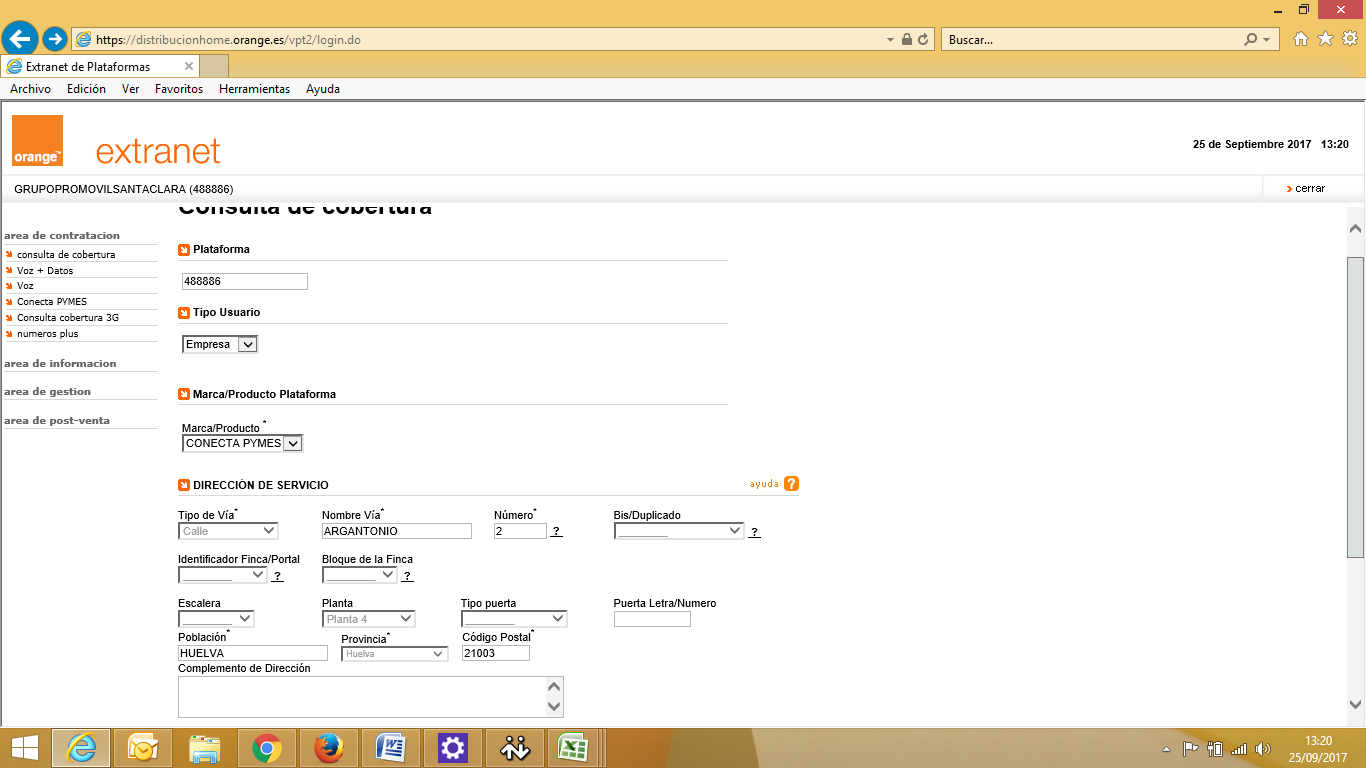 https://distribucionhome.orange.es/vpt2/login.do
Buscar...
Extranet de Plataformas
Archivo Edición Ver Favoritos Herramientas Ayuda
orange™
extranet
25 de Septiembre 2017 13:20
GRUPOPROMOVILSANTACLARA (488886)
cerrar
Consulta de cobertura
area de contratacion
consulta de cobertura
Voz + Datos
Voz
Conecta PYMES
Consulta cobertura 3G
numeros plus
area de informacion
area de gestion
area de post-venta
Plataforma
488886
Tipo Usuario
Empresa
Marca/Producto Plataforma
Marca/Producto *
CONECTA PYMES
DIRECCIÓN DE SERVICIO
ayuda ?
Tipo de Vía* Nombre Vía* Número* Bis/Duplicado
Calle ARGANTONIO 2 ? ________ ?
Identificador Finca/Portal Bloque de la Finca
________ ? ________ ?
Escalera Planta Tipo puerta Puerta Letra/Numero
________ Planta 4 ________
Población* Provincia* Código Postal*
HUELVA Huelva 21003
Complemento de Dirección
13:20
25/09/2017